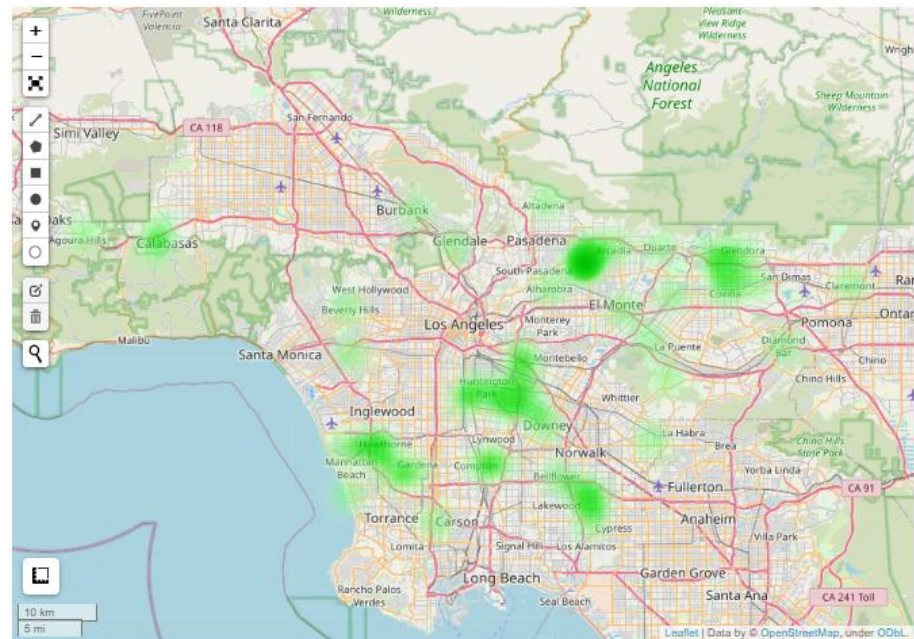 FivePoint
Valencia
Santa Clarita
Wilderness
Pleasant
View Ridge
Wilderness
Wrigh
Angeles
National
Forest
Sheep Mountain
Wilderness
Simi Valley
CA 118
San Fernando
Burbank
Altadena
Oaks
Agoura Hills
Calabasas
Glendale
Pasadena
Arcadia
Duarte
Glendora
South Pasadena
San Dimas
Claremont
Ran
West Hollywood
Beverly Hills
Alhambra
El Monte
Covina
Ontar
Malibu
Los Angeles
Monterey
Park
Pomona
Santa Monica
Montebello
La Puente
Diamond
Bar
Chino
Huntington
Park
Whittier
Chino Hills
Inglewood
Downey
Hawthorne
Lynwood
La Habra
Brea
Chino Hills
State Park
Manhattan
Beach
Gardena
Compton
Norwalk
Bellflower
Yorba Linda
Fullerton
CA 91
Lakewood
Torrance
Carson
Cypress
Anaheim
Villa Park
Lomita
Signal Hill
Los Alamitos
Rancho Palos
Verdes
Long Beach
Seal Beach
Garden Grove
Santa Ana
CA 241 Toll
10 km
5 mi
Leaflet | Data by © OpenStreetMap, under ODbL.